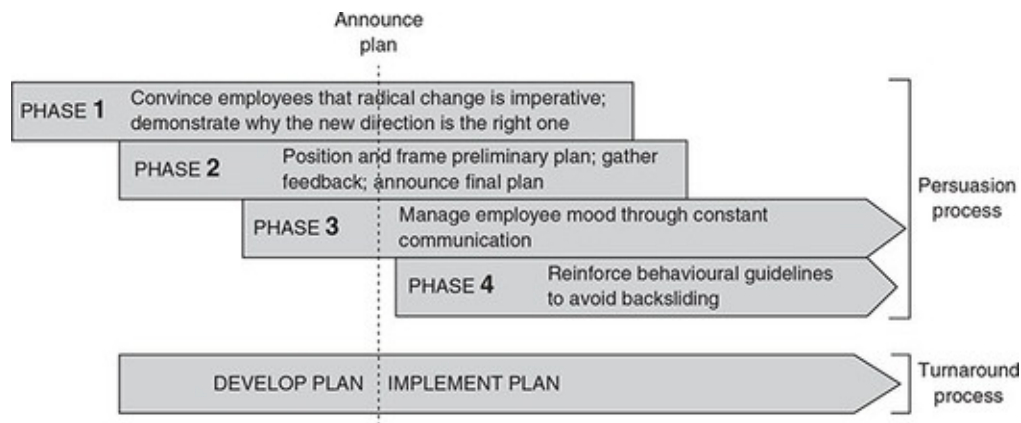 Announce
plan
PHASE 1
Convince employees that radical change is imperative;
demonstrate why the new direction is the right one
PHASE 2
Position and frame preliminary plan; gather
feedback; announce final plan
PHASE 3
Manage employee mood through constant
communication
PHASE 4
Reinforce behavioural guidelines
to avoid backsliding
Persuasion
process
DEVELOP PLAN
IMPLEMENT PLAN
Turnaround
process